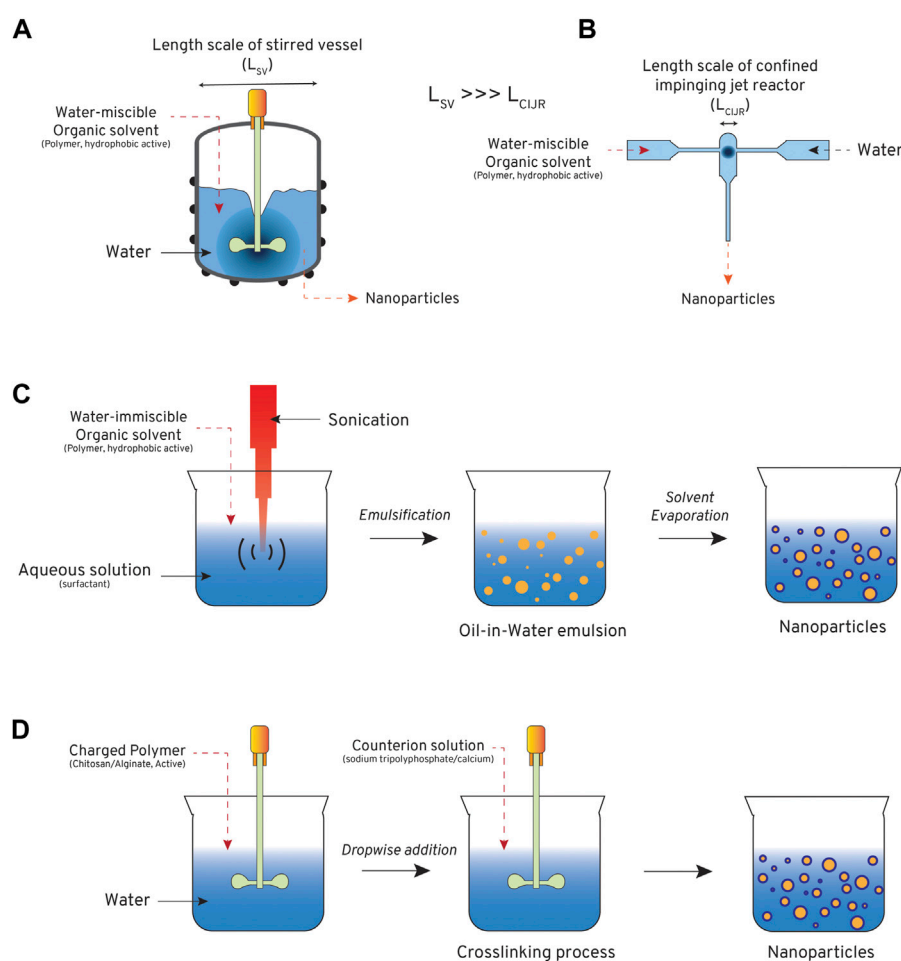 A
Length scale of stirred vessel
(LSV)
Water-miscible
Organic solvent
(Polymer, hydrophobic active)
Water
Nanoparticles
LSV >>> LCIJR
B
Length scale of confined
impinging jet reactor
(LCIJR)
Water-miscible
Organic solvent
(Polymer, hydrophobic active)
Water
Nanoparticles
C
Water-immiscible
Organic solvent
(Polymer, hydrophobic active)
Sonication
Aqueous solution
(surfactant)
Emulsification
Oil-in-Water emulsion
Solvent
Evaporation
Nanoparticles
D
Charged Polymer
(Chitosan/Alginate, Active)
Water
Dropwise addition
Counterion solution
(sodium tripolyphosphate/calcium)
Crosslinking process
Nanoparticles